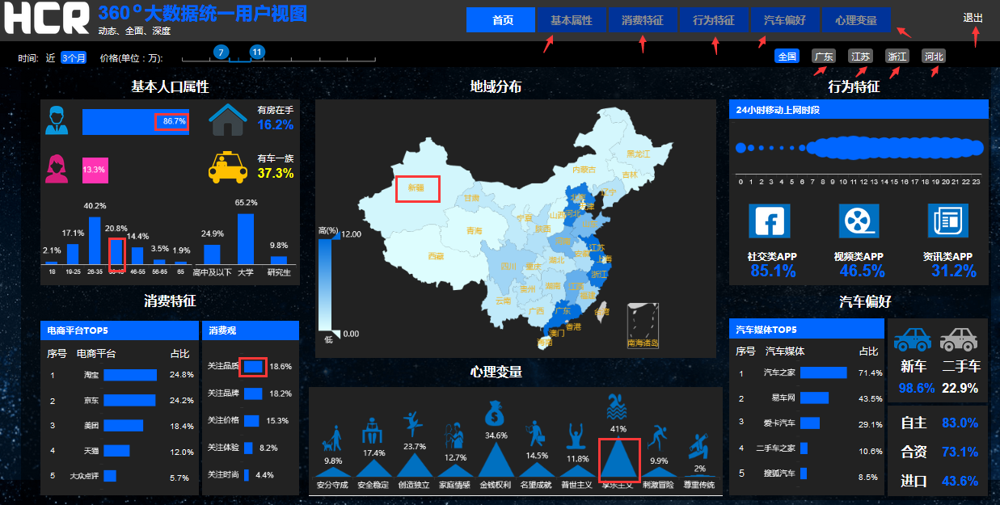 HCR
360°大数据统一用户视图
动态、全面、深度
首页 基本属性 消费特征 行为特征 汽车偏好 心理变量
退出
时间: 近 3个月 价格(单位：万):
7 11
全国 广东 江苏 浙江 河北
基本人口属性
86.7%
有房在手
16.2%
13.3%
有车一族
37.3%
2.1% 17.1% 40.2% 20.8% 14.4% 3.5% 1.9% 24.9% 65.2% 9.8%
18 19-25 26-35 46-55 56-65 65 高中及以下 大学 研究生
地域分布
黑龙江
内蒙古 吉林
新疆 辽宁
甘肃 北京
宁夏 山西 河北
青海 陕西
西藏 江苏
四川 重庆 湖北 上海
浙江
贵州 湖南
云南 广西 广东 台湾
香港
澳门
南海诸岛
高(%) 12.00
低 0.00
行为特征
24小时移动上网时段
0 1 2 3 4 5 6 7 8 9 10 11 12 13 14 15 16 17 18 19 20 21 22 23
社交类APP 视频类APP 资讯类APP
85.1% 46.5% 31.2%
消费特征
电商平台TOP5
序号 电商平台 占比
1 淘宝 24.8%
2 京东 24.2%
3 美团 18.4%
4 天猫 12.0%
5 大众点评 5.7%
消费观
关注品质 18.6%
关注品牌 18.2%
关注价格 15.3%
关注体验 8.2%
关注时尚 4.4%
心理变量
9.8% 17.4% 23.7% 12.7% 34.6% 14.5% 11.8% 41% 9.9% 2%
安分守成 安全稳定 创造独立 家庭情感 金钱权利 名望成就 普世主义 享乐主义 刺激冒险 尊重传统
汽车偏好
汽车媒体TOP5
序号 汽车媒体 占比
1 汽车之家 71.4%
2 易车网 43.5%
3 爱卡汽车 29.1%
4 二手车之家 10.6%
5 搜狐汽车 8.5%
新车 二手车
98.6% 22.9%
自主 83.0%
合资 73.1%
进口 43.6%